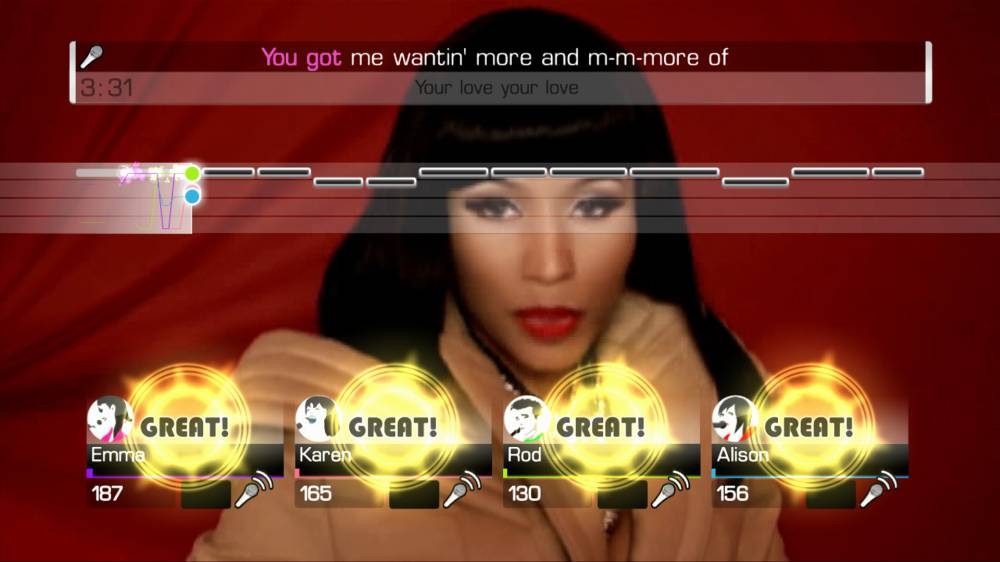 You got me wantin' more and m-m-more of
3:31 Your love your love
GREAT! GREAT! GREAT! GREAT!
Emma Karen Rod Alison
187 165 130 156